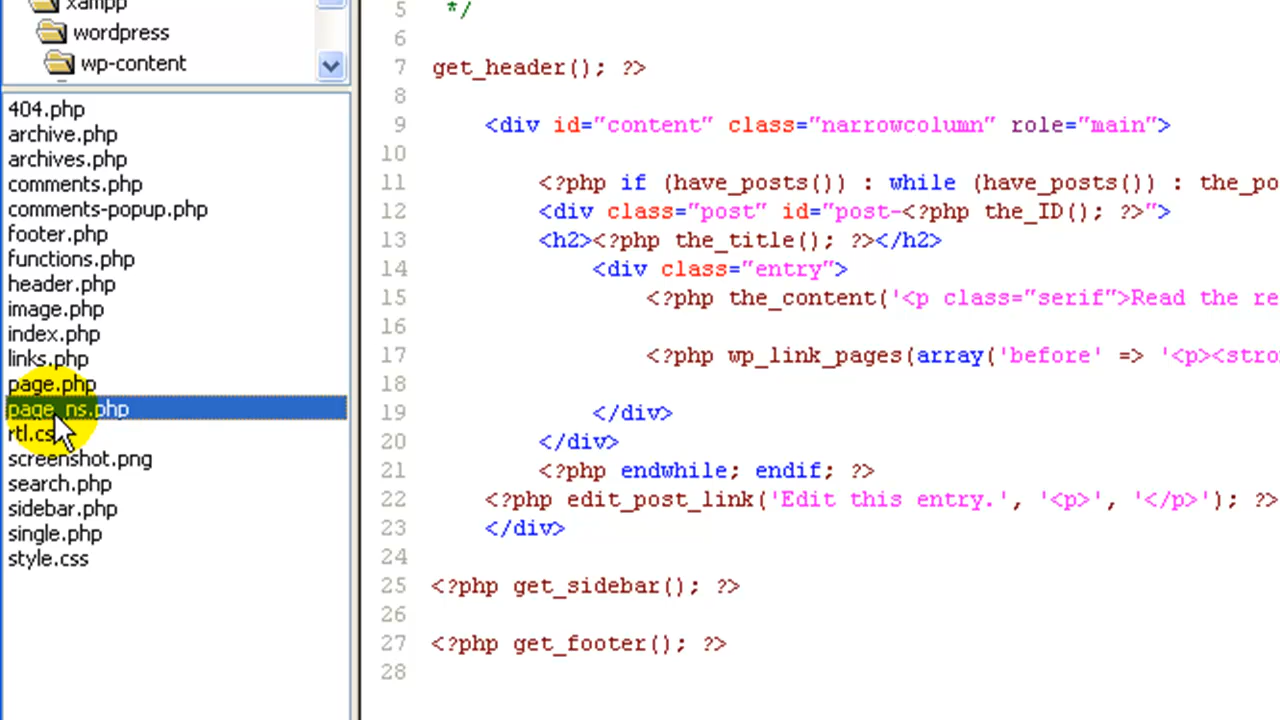 xampp
wordpress
wp-content
404.php
archive.php
archives.php
comments.php
comments-popup.php
footer.php
functions.php
header.php
image.php
index.php
links.php
page.php
page_ns.php
rtl.css
screenshot.png
search.php
sidebar.php
single.php
style.css
5 */
6
7 get_header(); ?>
8
9 <div id="content" class="narrowcolumn" role="main">
10
11 <?php if (have_posts()) : while (have_posts()) : the_po
12 <div class="post" id="post-<?php the_ID(); ?>">
13 <h2><?php the_title(); ?></h2>
14 <div class="entry">
15 <?php the_content('<p class="serif">Read the re
16
17 <?php wp_link_pages(array('before' => '<p><stro
18
19 </div>
20 </div>
21 <?php endwhile; endif; ?>
22 <?php edit_post_link('Edit this entry.', '<p>', '</p>'); ?>
23 </div>
24
25 <?php get_sidebar(); ?>
26
27 <?php get_footer(); ?>
28